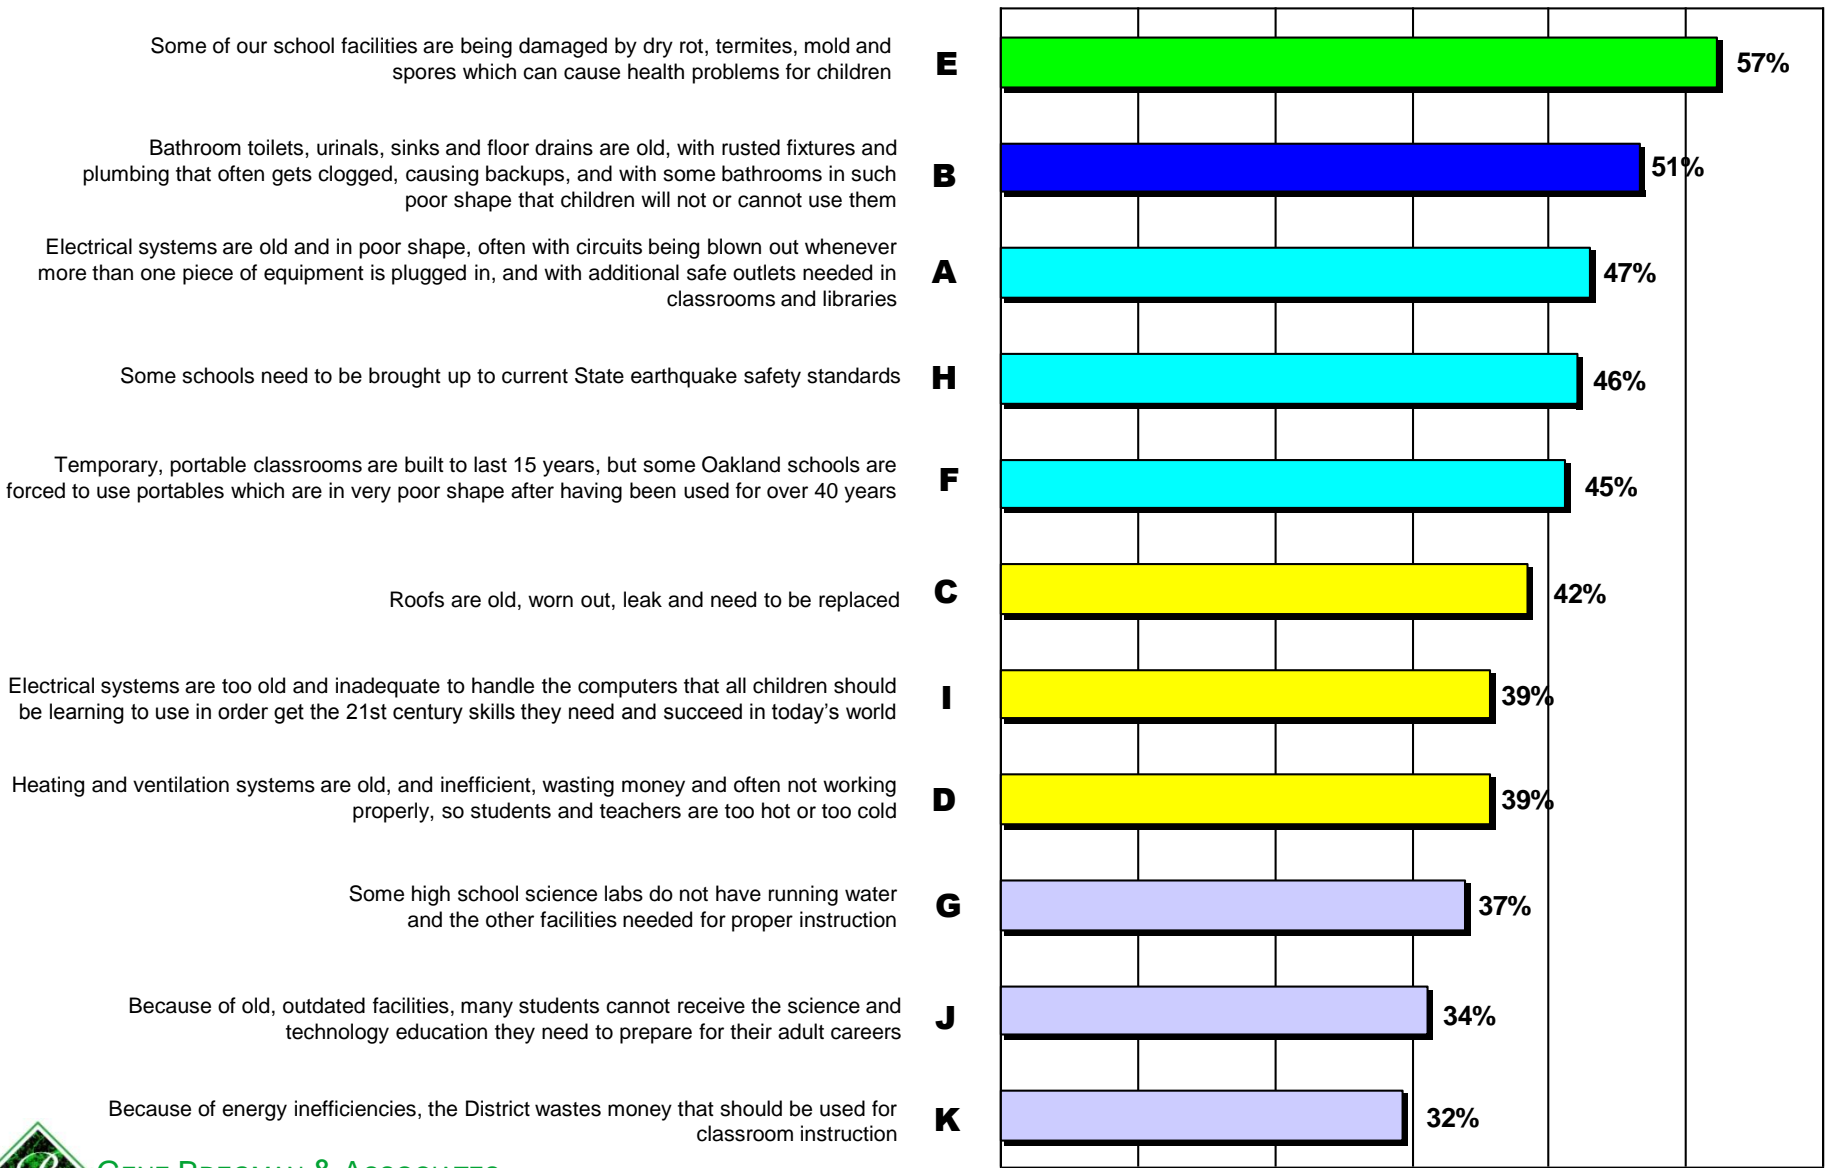 Some of our school facilities are being damaged by dry rot, termites, mold and
spores which can cause health problems for children
E
57%
Bathroom toilets, urinals, sinks and floor drains are old, with rusted fixtures and
plumbing that often gets clogged, causing backups, and with some bathrooms in such
poor shape that children will not or cannot use them
B
51%
Electrical systems are old and in poor shape, often with circuits being blown out whenever
more than one piece of equipment is plugged in, and with additional safe outlets needed in
classrooms and libraries
A
47%
Some schools need to be brought up to current State earthquake safety standards
H
46%
Temporary, portable classrooms are built to last 15 years, but some Oakland schools are
forced to use portables which are in very poor shape after having been used for over 40 years
F
45%
Roofs are old, worn out, leak and need to be replaced
C
42%
Electrical systems are too old and inadequate to handle the computers that all children should
be learning to use in order get the 21st century skills they need and succeed in today’s world
I
39%
Heating and ventilation systems are old, and inefficient, wasting money and often not working
properly, so students and teachers are too hot or too cold
D
39%
Some high school science labs do not have running water
and the other facilities needed for proper instruction
G
37%
Because of old, outdated facilities, many students cannot receive the science and
technology education they need to prepare for their adult careers
J
34%
Because of energy inefficiencies, the District wastes money that should be used for
classroom instruction
K
32%